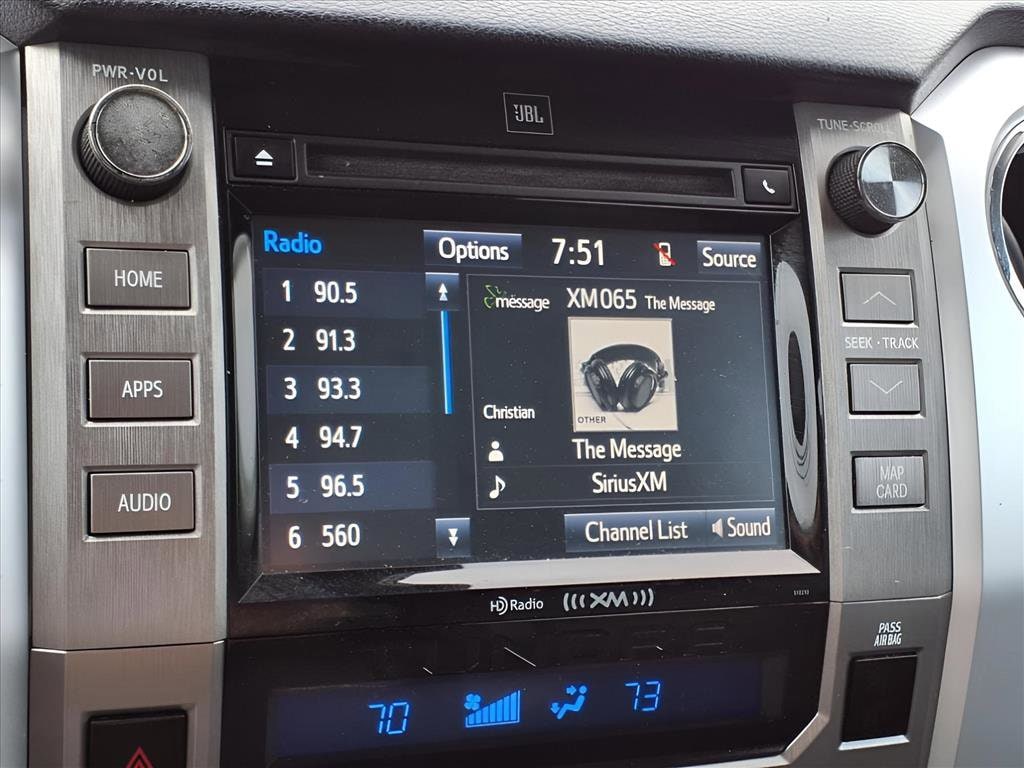 PWR·VOL
JBL
TUNE·SCROLL
Radio
Options
7:51
Source
HOME
1 90.5
message
XM065 The Message
2 91.3
SEEK · TRACK
APPS
3 93.3
Christian
OTHER
4 94.7
The Message
AUDIO
5 96.5
SiriusXM
MAP
CARD
6 560
Channel List
Sound
HD Radio
(((XM)))
PASS
AIR BAG
TUNDRA
70
73